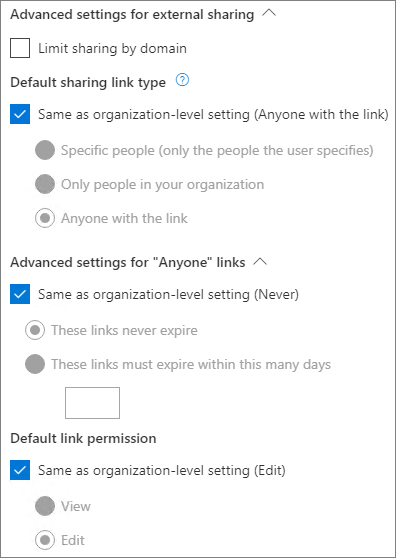 Advanced settings for external sharing
Limit sharing by domain
Default sharing link type ?
Same as organization-level setting (Anyone with the link)
Specific people (only the people the user specifies)
Only people in your organization
Anyone with the link
Advanced settings for "Anyone" links
Same as organization-level setting (Never)
These links never expire
These links must expire within this many days
Default link permission
Same as organization-level setting (Edit)
View
Edit